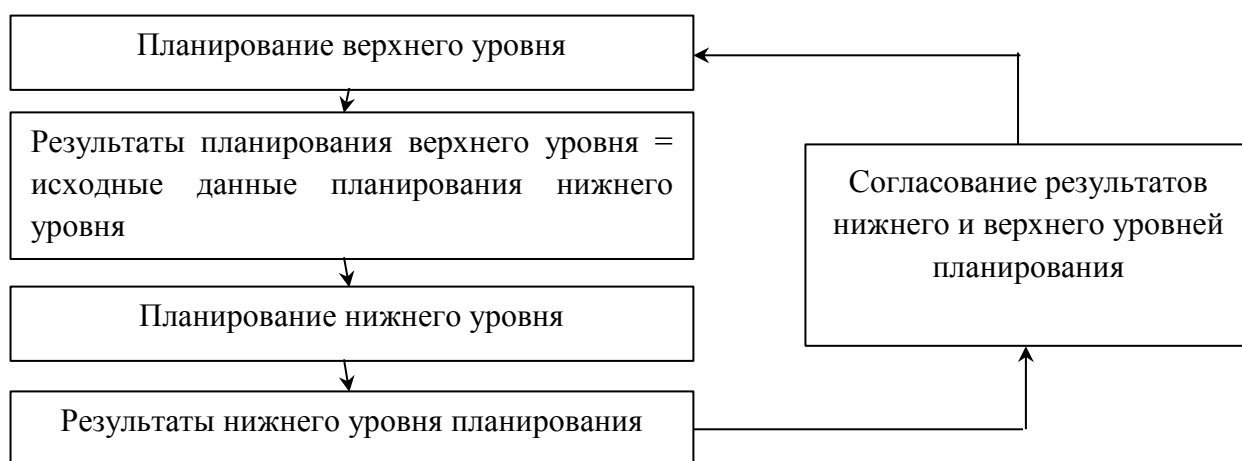 Планирование верхнего уровня
Результаты планирования верхнего уровня =
исходные данные планирования нижнего
уровня
Планирование нижнего уровня
Результаты нижнего уровня планирования
Согласование результатов
нижнего и верхнего уровней
планирования